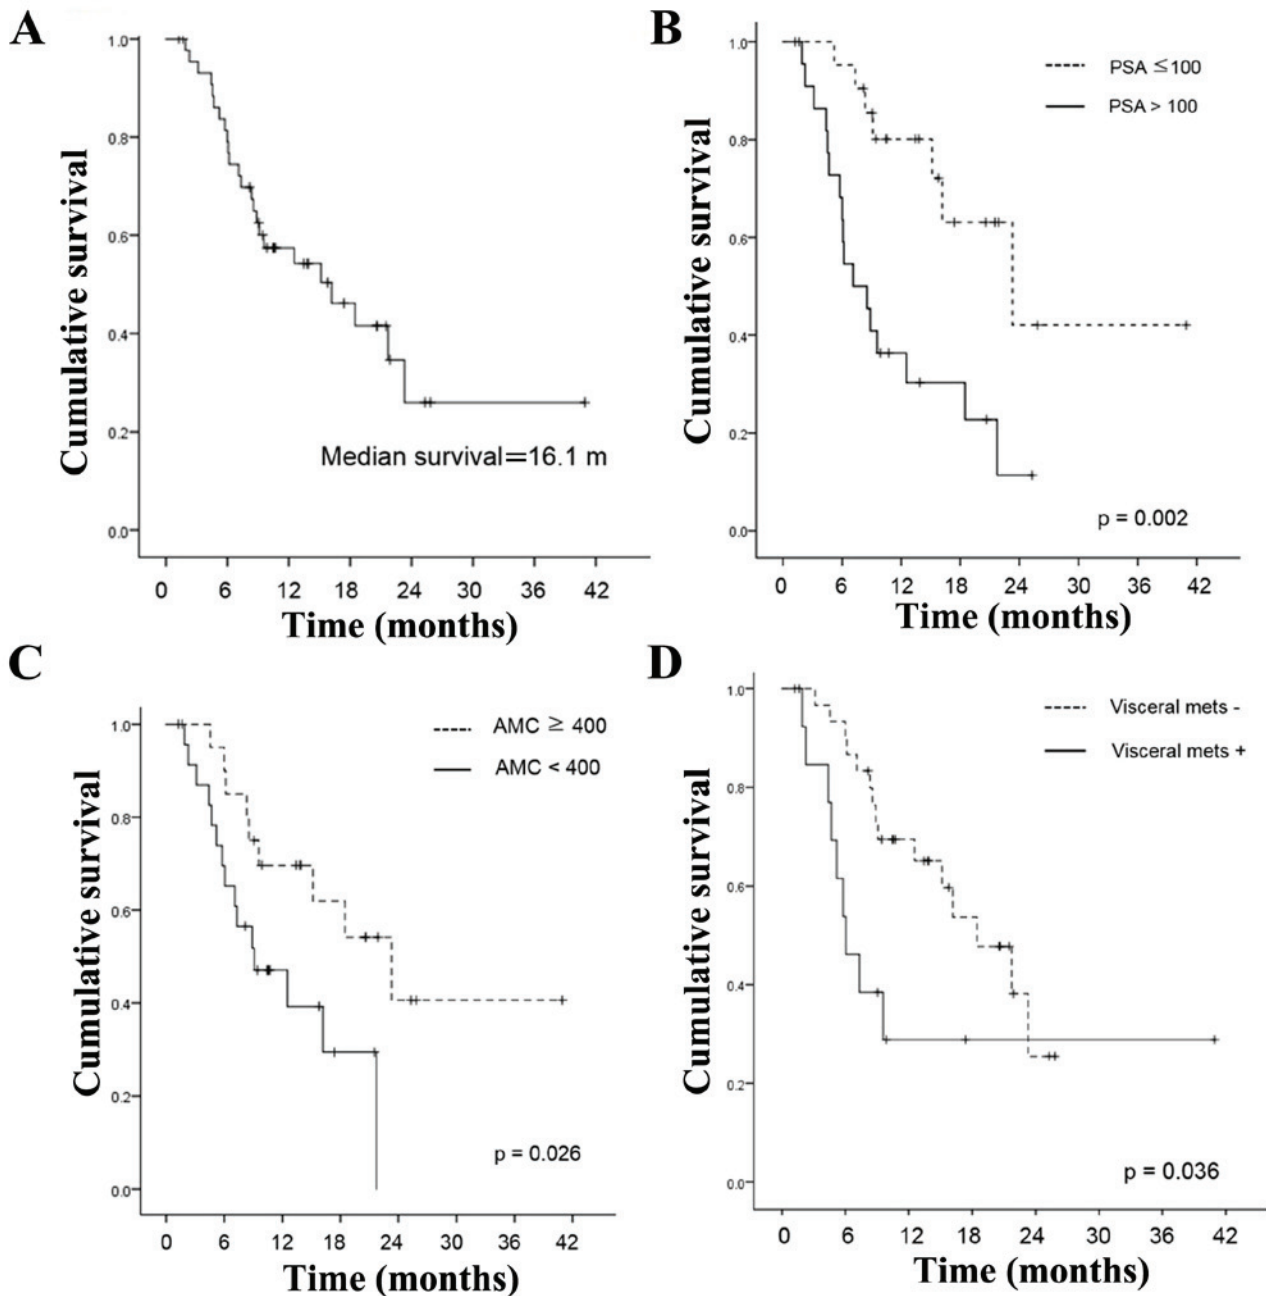 A
Cumulative survival
1.0
0.8
0.6
0.4
0.2
0.0
Median survival=16.1 m
0 6 12 18 24 30 36 42
Time (months)
B
Cumulative survival
1.0
0.8
0.6
0.4
0.2
0.0
PSA ≤100
PSA > 100
p = 0.002
0 6 12 18 24 30 36 42
Time (months)
C
Cumulative survival
1.0
0.8
0.6
0.4
0.2
0.0
AMC ≥ 400
AMC < 400
p = 0.026
0 6 12 18 24 30 36 42
Time (months)
D
Cumulative survival
1.0
0.8
0.6
0.4
0.2
0.0
Visceral mets -
Visceral mets +
p = 0.036
0 6 12 18 24 30 36 42
Time (months)